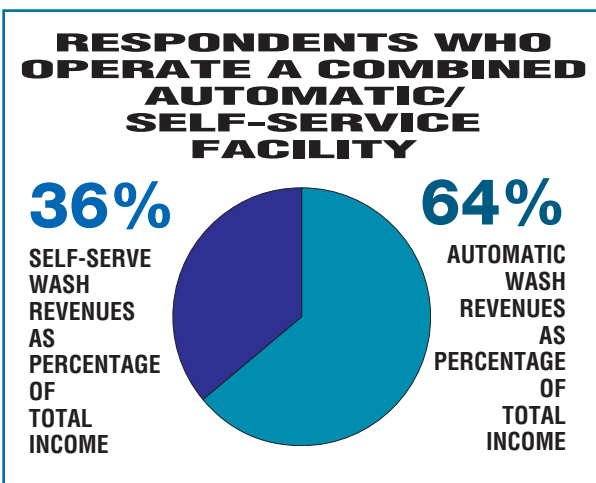 RESPONDENTS WHO
OPERATE A COMBINED
AUTOMATIC/
SELF-SERVICE
FACILITY
36%
SELF-SERVE
WASH
REVENUES
AS
PERCENTAGE
OF
TOTAL
INCOME
64%
AUTOMATIC
WASH
REVENUES
AS
PERCENTAGE
OF
TOTAL
INCOME